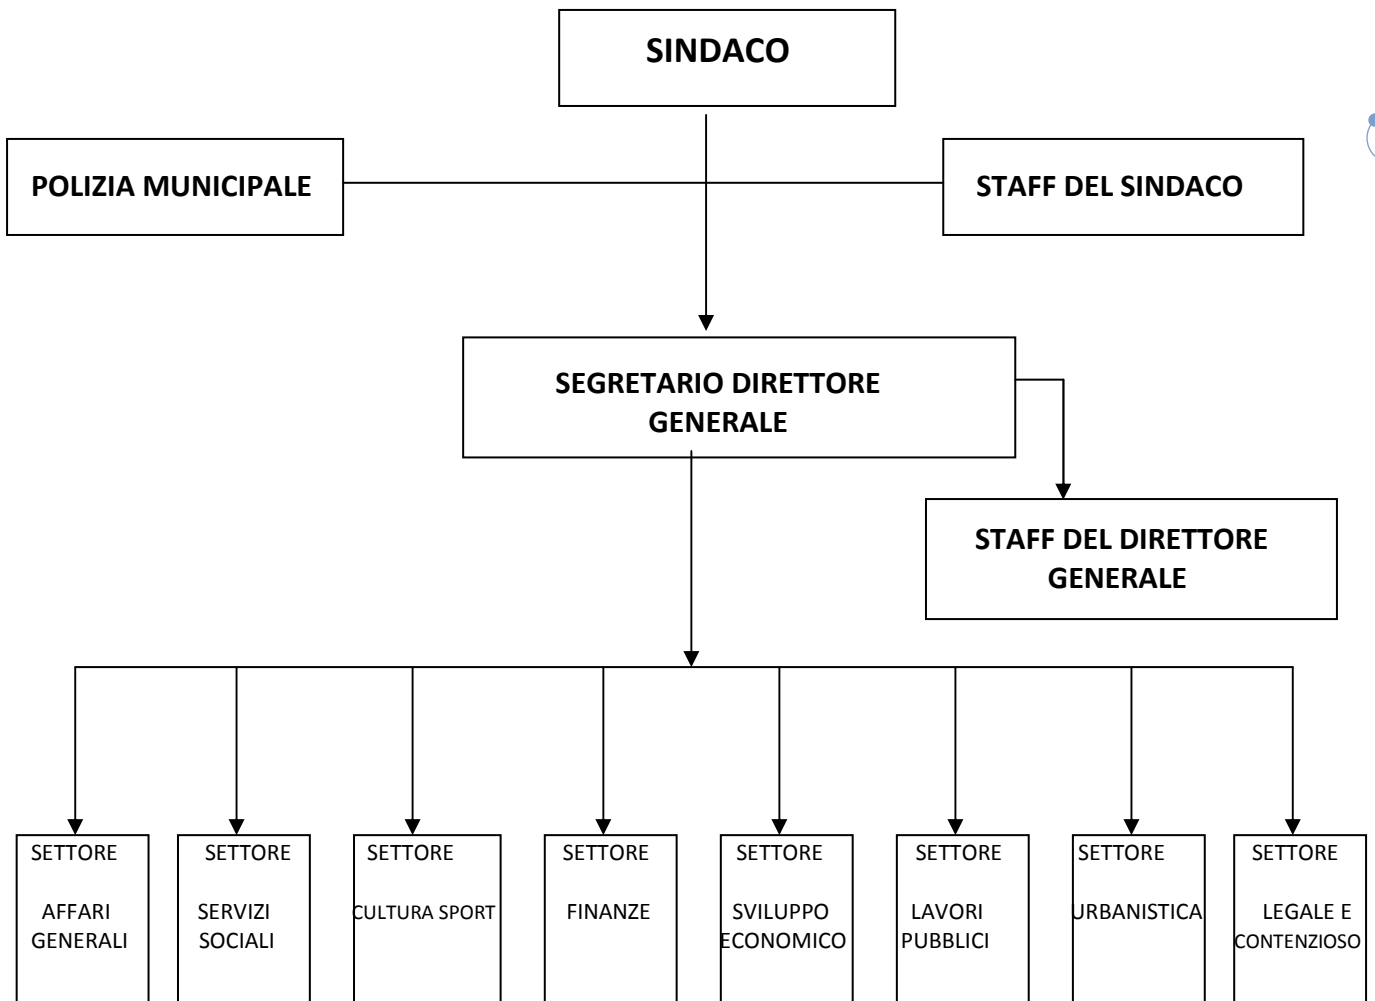 SINDACO
POLIZIA MUNICIPALE
STAFF DEL SINDACO
SEGRETARIO DIRETTORE
GENERALE
STAFF DEL DIRETTORE
GENERALE
SETTORE
AFFARI
GENERALI
SETTORE
SERVIZI
SOCIALI
SETTORE
CULTURA SPORT
SETTORE
FINANZE
SETTORE
SVILUPPO
ECONOMICO
SETTORE
LAVORI
PUBBLICI
SETTORE
URBANISTICA
SETTORE
LEGALE E
CONTENZIOSO